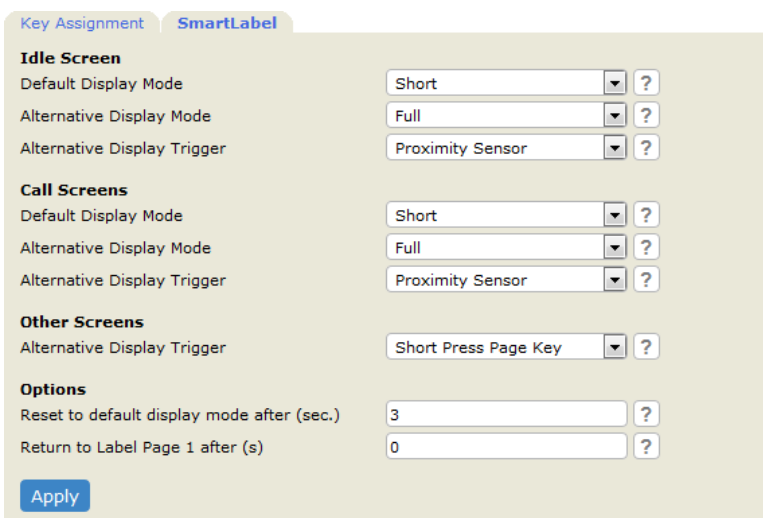 Key Assignment SmartLabel
Idle Screen
Default Display Mode Short ?
Alternative Display Mode Full ?
Alternative Display Trigger Proximity Sensor ?
Call Screens
Default Display Mode Short ?
Alternative Display Mode Full ?
Alternative Display Trigger Proximity Sensor ?
Other Screens
Alternative Display Trigger Short Press Page Key ?
Options
Reset to default display mode after (sec.) 3 ?
Return to Label Page 1 after (s) 0 ?
Apply